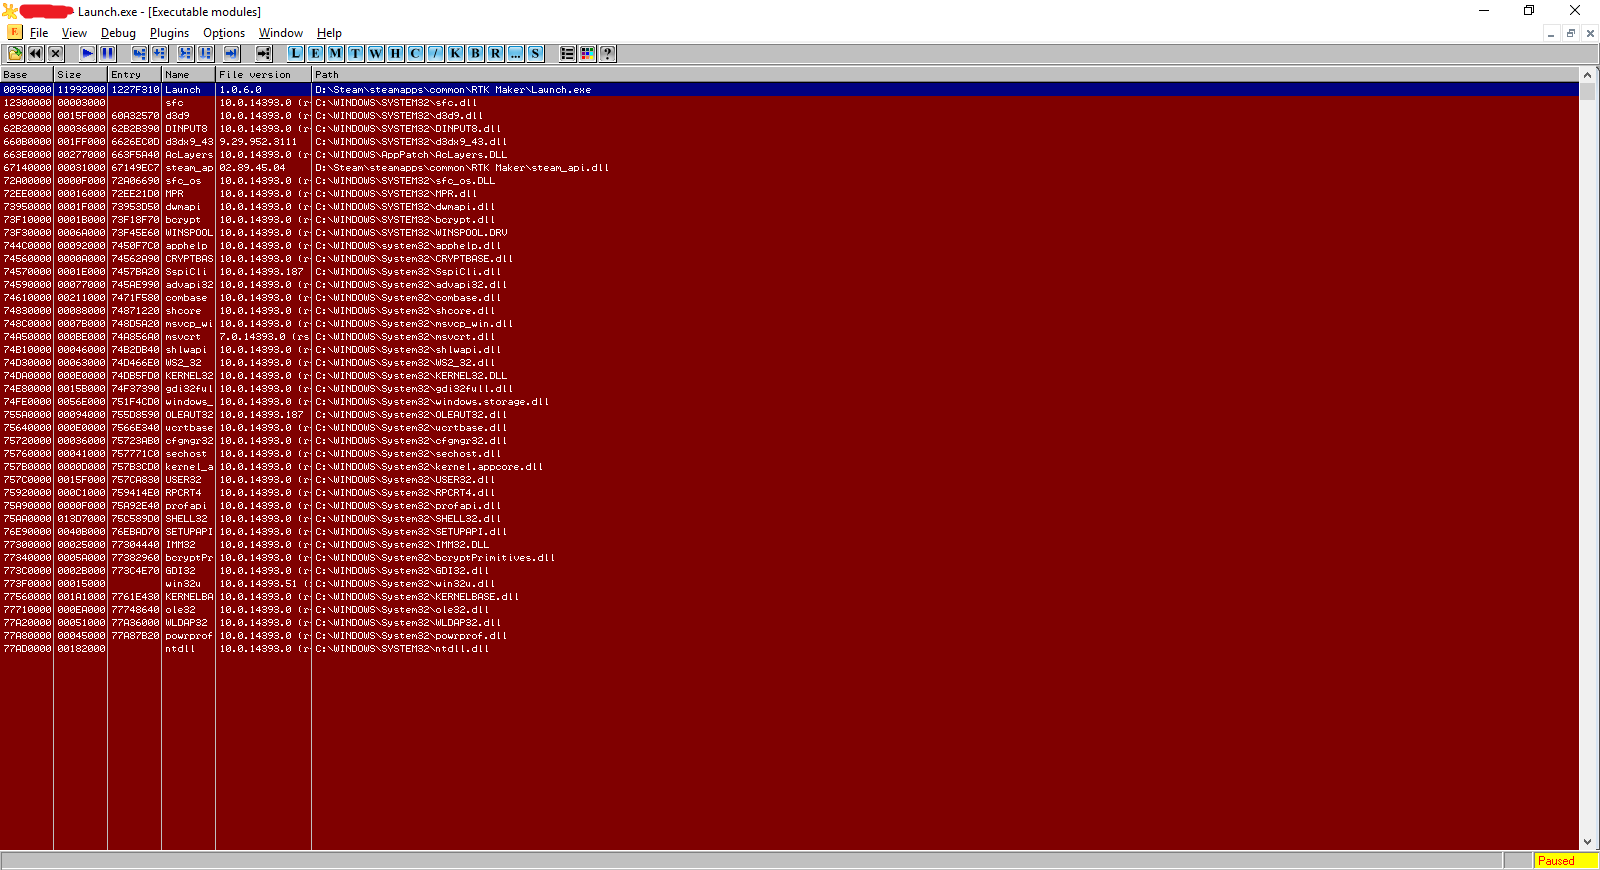 Launch.exe - [Executable modules]
E File View Debug Plugins Options Window Help
L E M T W H C / K B R ... S ?
Base Size Entry Name File version Path
00950000 11992000 1227F310 Launch 1.0.6.0 D:\Steam\steamapps\common\RTK Maker\Launch.exe
12300000 00003000 sfc 10.0.14393.0 (r C:\WINDOWS\SYSTEM32\sfc.dll
609C0000 0015F000 60A32570 d3d9 10.0.14393.0 (r C:\WINDOWS\SYSTEM32\d3d9.dll
62B20000 00036000 62B2B390 DINPUT8 10.0.14393.0 (r C:\WINDOWS\SYSTEM32\DINPUT8.dll
660B0000 001FF000 6626EC0D d3dx9_43 9.29.952.3111 C:\WINDOWS\SYSTEM32\d3dx9_43.dll
663E0000 00277000 663F5A40 AcLayers 10.0.14393.0 (r C:\WINDOWS\AppPatch\AcLayers.DLL
67140000 00031000 67149EC7 steam_ap 02.89.45.04 D:\Steam\steamapps\common\RTK Maker\steam_api.dll
72A00000 0000F000 72A06690 sfc_os 10.0.14393.0 (r C:\WINDOWS\SYSTEM32\sfc_os.DLL
72EE0000 00016000 72EE21D0 MPR 10.0.14393.0 (r C:\WINDOWS\SYSTEM32\MPR.dll
73950000 0001F000 73953D50 dwmapi 10.0.14393.0 (r C:\WINDOWS\SYSTEM32\dwmapi.dll
73F10000 0001B000 73F18F70 bcrypt 10.0.14393.0 (r C:\WINDOWS\SYSTEM32\bcrypt.dll
73F30000 0006A000 73F45E60 WINSPOOL 10.0.14393.0 (r C:\WINDOWS\SYSTEM32\WINSPOOL.DRV
744C0000 00092000 7450F7C0 apphelp 10.0.14393.0 (r C:\WINDOWS\system32\apphelp.dll
74560000 0000A000 74562A90 CRYPTBAS 10.0.14393.0 (r C:\WINDOWS\System32\CRYPTBASE.dll
74570000 0001E000 7457BA20 SspiCli 10.0.14393.187 C:\WINDOWS\System32\SspiCli.dll
74590000 00077000 745AE990 advapi32 10.0.14393.0 (r C:\WINDOWS\System32\advapi32.dll
74610000 00211000 7471F580 combase 10.0.14393.0 (r C:\WINDOWS\System32\combase.dll
74830000 00088000 74871220 shcore 10.0.14393.0 (r C:\WINDOWS\System32\shcore.dll
748C0000 0007B000 748D5A20 msvcp_wi 10.0.14393.0 (r C:\WINDOWS\System32\msvcp_win.dll
74A50000 000BE000 74A856A0 msvcrt 7.0.14393.0 (rs C:\WINDOWS\System32\msvcrt.dll
74B10000 00046000 74B2DB40 shlwapi 10.0.14393.0 (r C:\WINDOWS\System32\shlwapi.dll
74D30000 00063000 74D466E0 WS2_32 10.0.14393.0 (r C:\WINDOWS\System32\WS2_32.dll
74DA0000 000E0000 74DB5FD0 KERNEL32 10.0.14393.0 (r C:\WINDOWS\System32\KERNEL32.DLL
74E80000 0015B000 74F37390 gdi32ful 10.0.14393.0 (r C:\WINDOWS\System32\gdi32full.dll
74FE0000 0056E000 751F4CD0 windows_ 10.0.14393.0 (r C:\WINDOWS\System32\windows.storage.dll
755A0000 00094000 755D8590 OLEAUT32 10.0.14393.187 C:\WINDOWS\System32\OLEAUT32.dll
75640000 000E0000 7566E340 ucrtbase 10.0.14393.0 (r C:\WINDOWS\System32\ucrtbase.dll
75720000 00036000 75723AB0 cfgmgr32 10.0.14393.0 (r C:\WINDOWS\System32\cfgmgr32.dll
75760000 00041000 757771C0 sechost 10.0.14393.0 (r C:\WINDOWS\System32\sechost.dll
757B0000 0000D000 757B3CD0 kernel_a 10.0.14393.0 (r C:\WINDOWS\System32\kernel.appcore.dll
757C0000 0015F000 757CA830 USER32 10.0.14393.0 (r C:\WINDOWS\System32\USER32.dll
75920000 000C1000 759414E0 RPCRT4 10.0.14393.0 (r C:\WINDOWS\System32\RPCRT4.dll
75A90000 0000F000 75A92E40 profapi 10.0.14393.0 (r C:\WINDOWS\System32\profapi.dll
75AA0000 013D7000 75C589D0 SHELL32 10.0.14393.0 (r C:\WINDOWS\System32\SHELL32.dll
76E90000 0040B000 76EBAD70 SETUPAPI 10.0.14393.0 (r C:\WINDOWS\System32\SETUPAPI.dll
77300000 00025000 77304440 IMM32 10.0.14393.0 (r C:\WINDOWS\System32\IMM32.DLL
77340000 0005A000 77382960 bcryptPr 10.0.14393.0 (r C:\WINDOWS\System32\bcryptPrimitives.dll
773C0000 0002B000 773C4E70 GDI32 10.0.14393.0 (r C:\WINDOWS\System32\GDI32.dll
773F0000 00015000 win32u 10.0.14393.51 ( C:\WINDOWS\System32\win32u.dll
77560000 001A1000 7761E430 KERNELBA 10.0.14393.0 (r C:\WINDOWS\System32\KERNELBASE.dll
77710000 000EA000 77748640 ole32 10.0.14393.0 (r C:\WINDOWS\System32\ole32.dll
77A20000 00051000 77A36000 WLDAP32 10.0.14393.0 (r C:\WINDOWS\System32\WLDAP32.dll
77A80000 00045000 77A87B20 powrprof 10.0.14393.0 (r C:\WINDOWS\System32\powrprof.dll
77AD0000 00182000 ntdll 10.0.14393.0 (r C:\WINDOWS\SYSTEM32\ntdll.dll
Paused